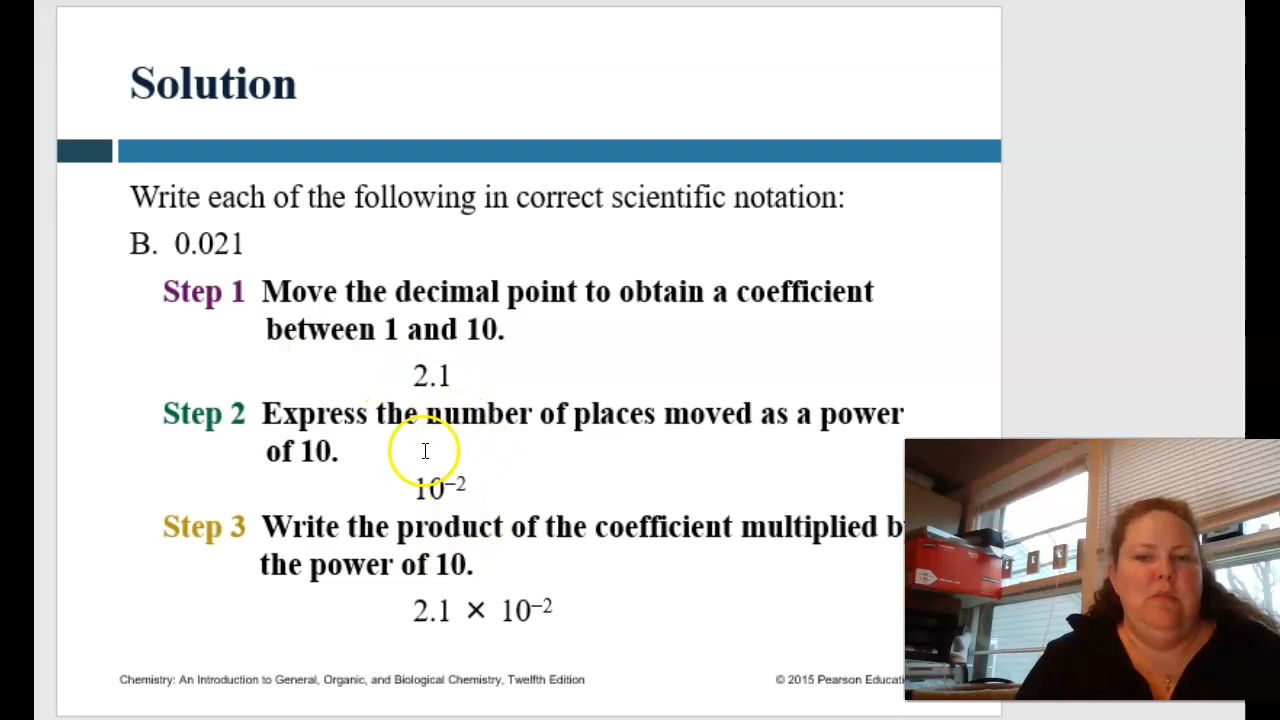 Solution
Write each of the following in correct scientific notation:
B. 0.021
Step 1 Move the decimal point to obtain a coefficient
between 1 and 10.
2.1
Step 2 Express the number of places moved as a power
of 10.
10⁻²
Step 3 Write the product of the coefficient multiplied
the power of 10.
2.1 × 10⁻²
Chemistry: An Introduction to General, Organic, and Biological Chemistry, Twelfth Edition
© 2015 Pearson